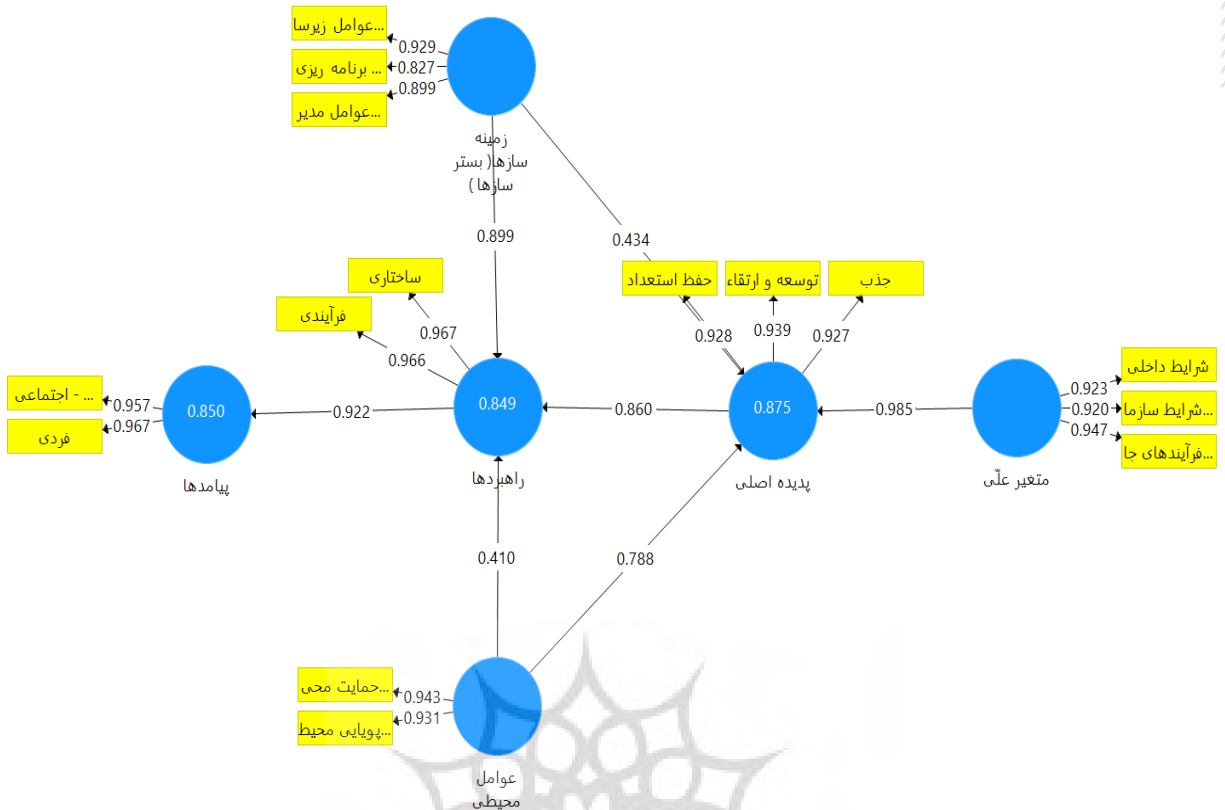 عوامل زیرسا...
برنامه ریزی ...
عوامل مدیر...
0.929
0.827
0.899
زمینه
سازها( بستر
سازها )
0.899
0.434
ساختاری
فرآیندی
0.967
0.966
حفظ استعداد
توسعه و ارتقاء
جذب
0.928
0.939
0.927
شرایط داخلی
شرایط سازما...
فرآیندهای جا...
0.923
0.920
0.947
متغیر علّی
0.985
0.875
پدیده اصلی
0.860
0.849
راهبردها
0.922
0.850
پیامدها
... - اجتماعی
فردی
0.957
0.967
0.410
0.788
حمایت محی...
پویایی محیط...
0.943
0.931
عوامل
محیطی